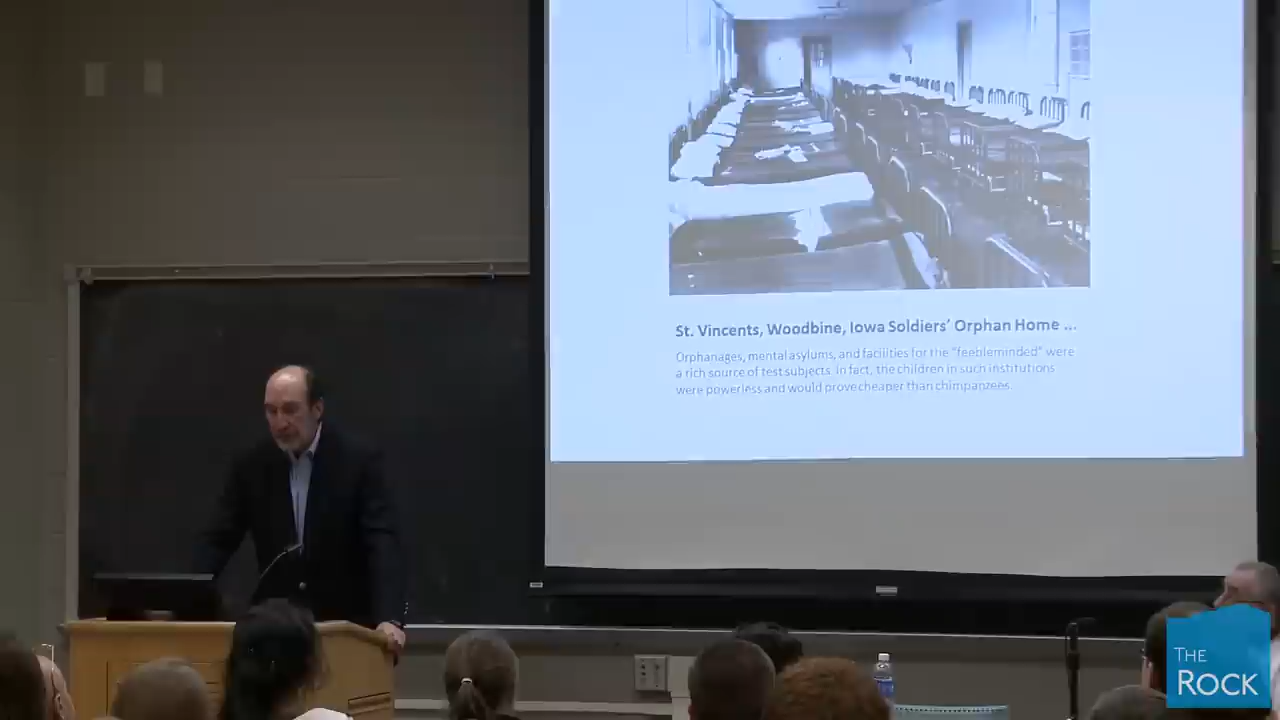 St. Vincents, Woodbine, Iowa Soldiers’ Orphan Home ...
Orphanages, mental asylums, and facilities for the "feebleminded" were
a rich source of test subjects. In fact, the children in such institutions
were powerless and would prove cheaper than chimpanzees.
THE
ROCK